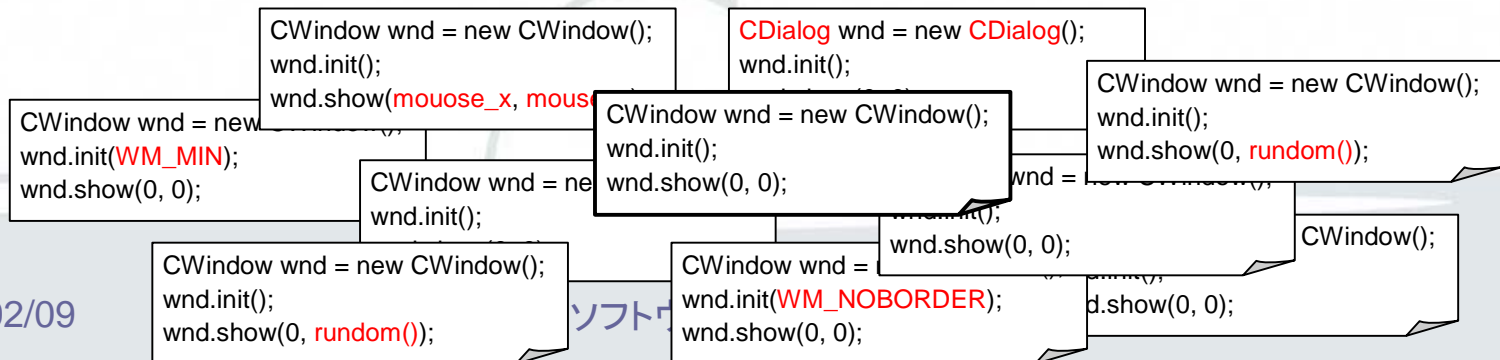 CWindow wnd = new CWindow();
wnd.init();
wnd.show(mouose_x,
CDialog wnd = new CDialog();
wnd.init();
CWindow wnd = new CWindow();
wnd.init();
wnd.show(0, rundom());
CWindow wnd = new
wnd.init(WM_MIN);
wnd.show(0, 0);
CWindow wnd = new CWindow();
wnd.init();
wnd.show(0, 0);
CWindow wnd =
wnd.init();
wnd =
wnd.show(0, 0);
CWindow();
.show(0, 0);
CWindow wnd = new CWindow();
wnd.init();
wnd.show(0, rundom());
CWindow wnd =
wnd.init(WM_NOBORDER);
wnd.show(0, 0);
2/09
ソフト